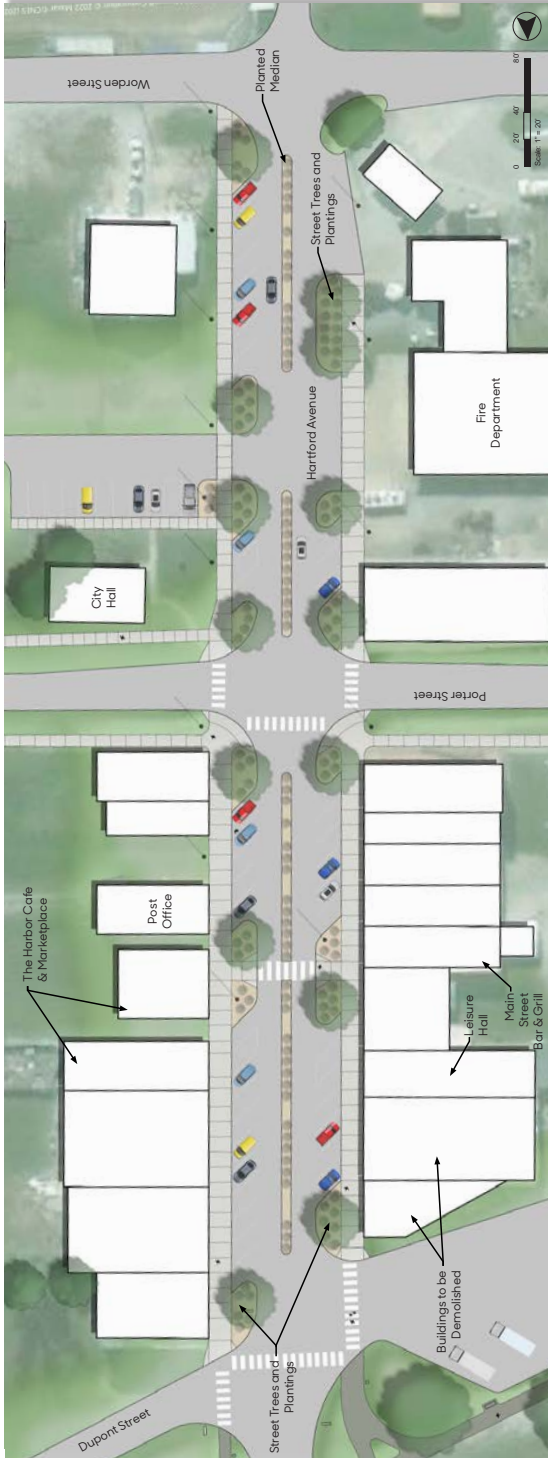 Worden Street
Planted
Median
Street Trees and
Plantings
80'
40'
20'
0
Scale: 1" = 20'
Hartford Avenue
Fire
Department
City
Hall
Porter Street
The Harbor Cafe
& Marketplace
Post
Office
Main
Street
Bar & Grill
Leisure
Hall
Buildings to be
Demolished
Street Trees and
Plantings
Dupont Street